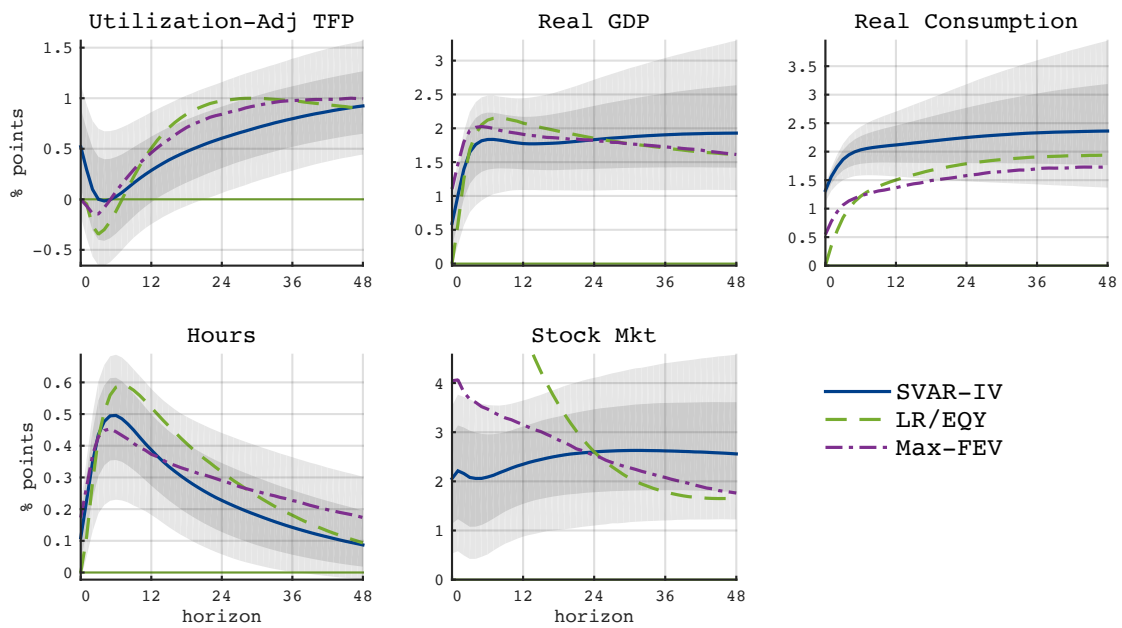 Utilization-Adj TFP
Real GDP
Real Consumption
% points
1.5
1
0.5
0
-0.5
0 12 24 36 48
3
2.5
2
1.5
1
0.5
0
0 12 24 36 48
3.5
3
2.5
2
1.5
1
0.5
0
0 12 24 36 48
Hours
Stock Mkt
% points
0.6
0.5
0.4
0.3
0.2
0.1
0
0 12 24 36 48
horizon
4
3
2
1
0
0 12 24 36 48
horizon
SVAR-IV
LR/EQY
Max-FEV